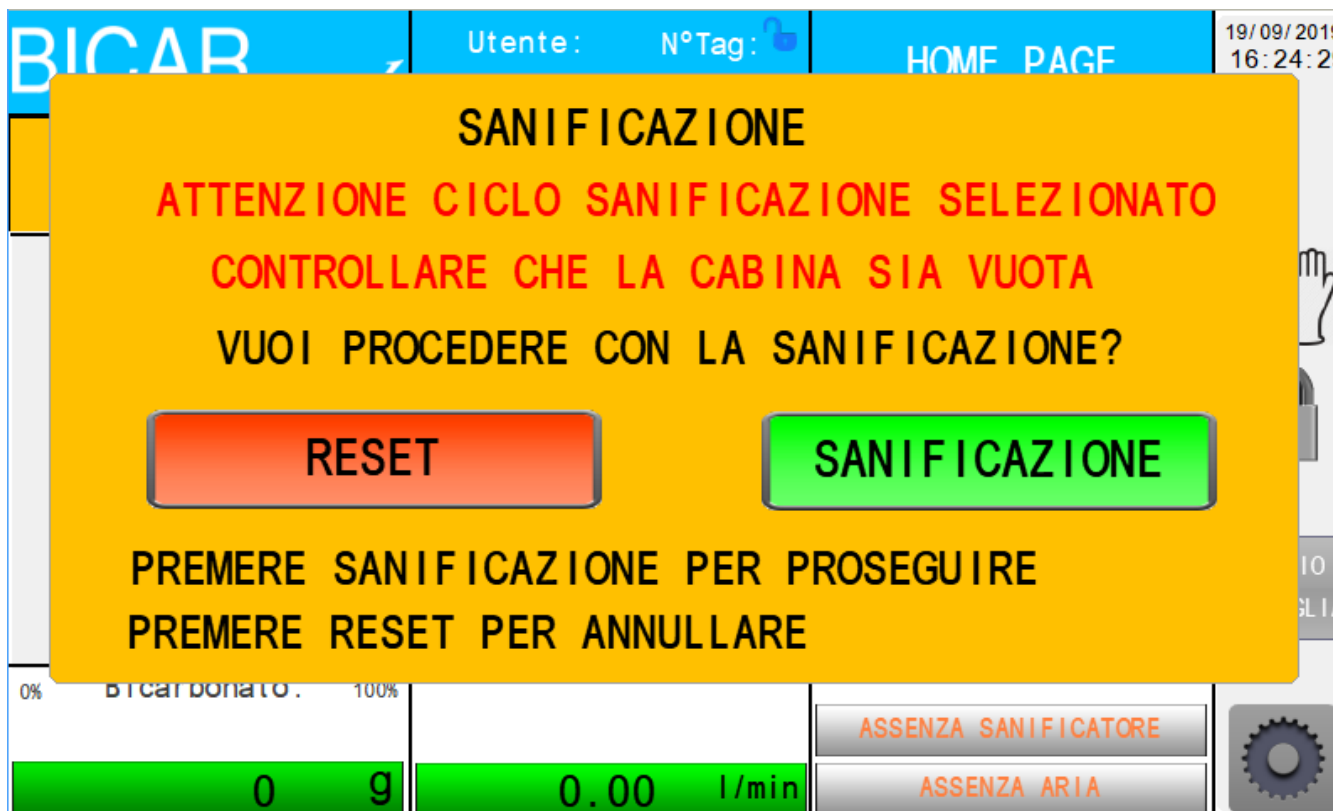 BICAR
Utente: N°Tag:
HOME PAGE
19/09/2019
SANIFICAZIONE
ATTENZIONE CICLO SANIFICAZIONE SELEZIONATO
CONTROLLARE CHE LA CABINA SIA VUOTA
VUOI PROCEDERE CON LA SANIFICAZIONE?
RESET
SANIFICAZIONE
PREMERE SANIFICAZIONE PER PROSEGUIRE
PREMERE RESET PER ANNULLARE
0% Bicarbonato: 100%
ASSENZA SANIFICATORE
0 g
0.00 l/min
ASSENZA ARIA